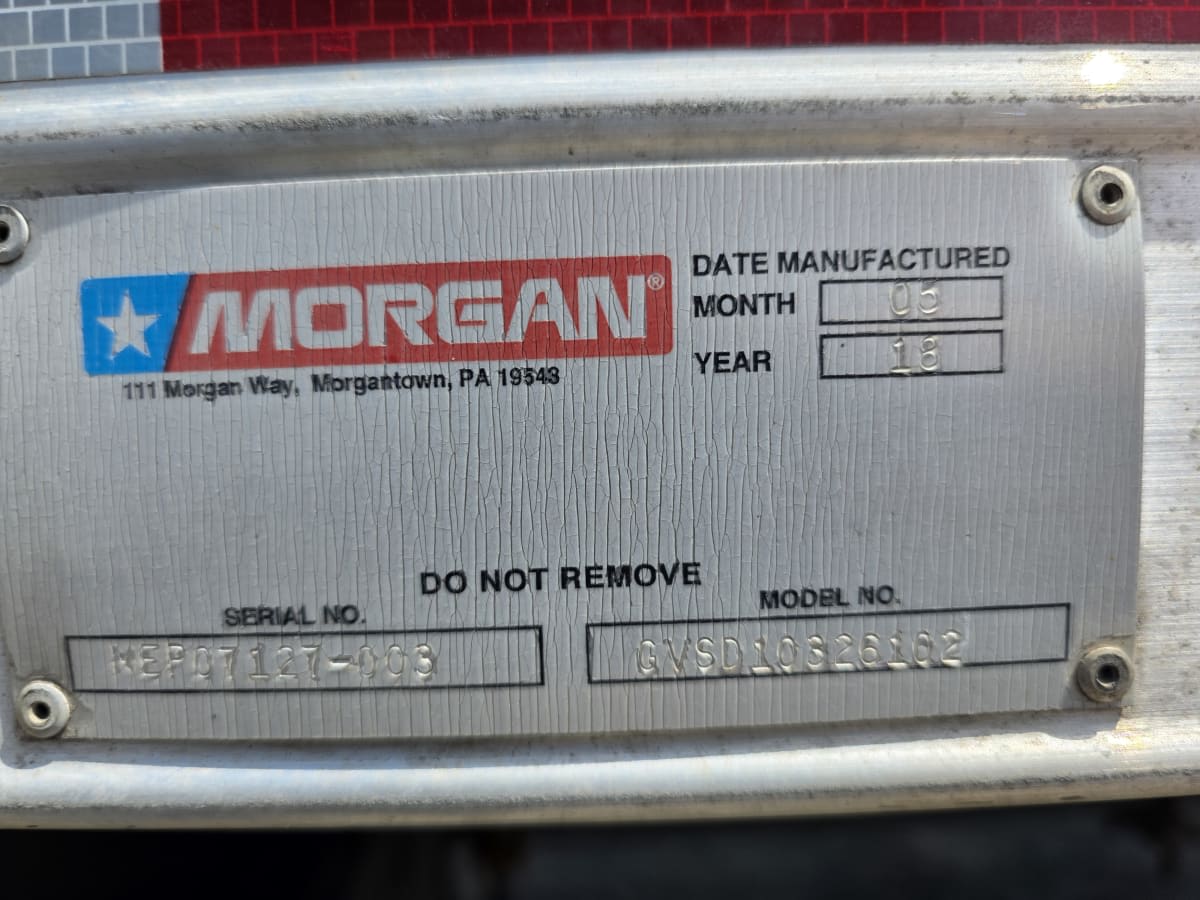 MORGAN®
111 Morgan Way, Morgantown, PA 19543
DATE MANUFACTURED
MONTH 05
YEAR 18
DO NOT REMOVE
SERIAL NO.
MODEL NO.
GVSD10326102